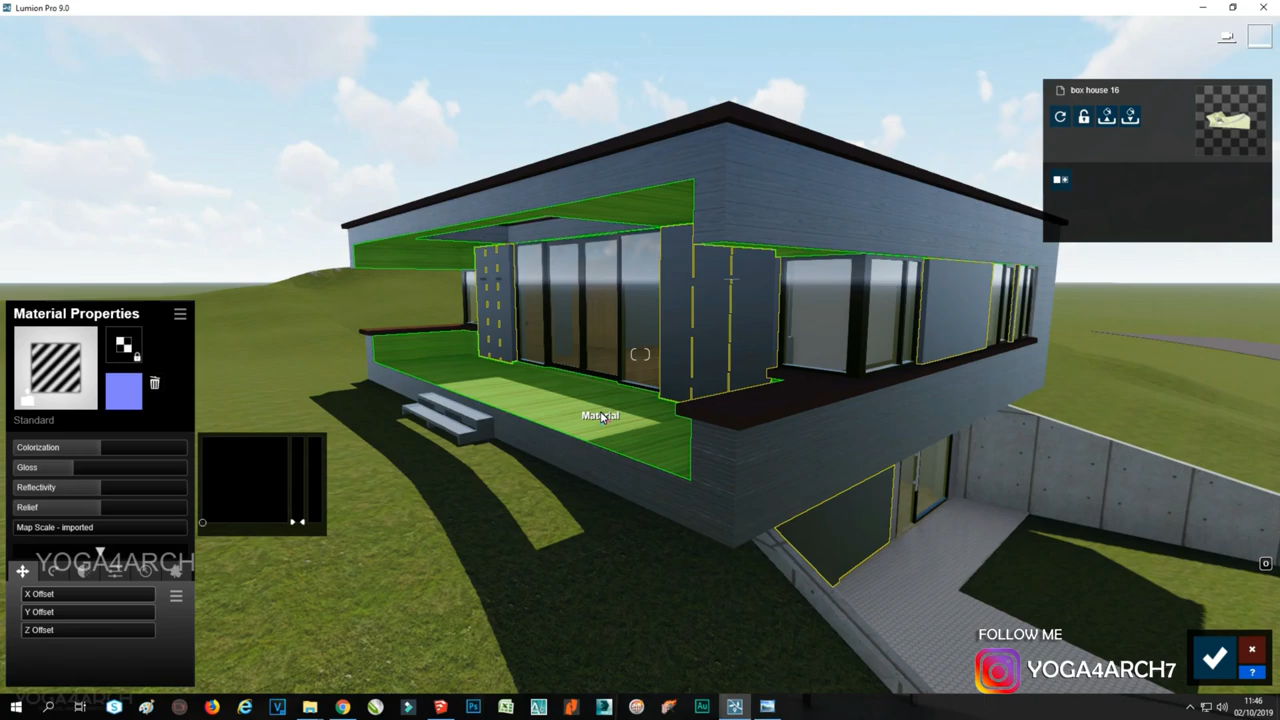 Lumion Pro 9.0
box house 16
Material Properties
Standard
Colorization
Gloss
Reflectivity
Relief
Map Scale - imported
YOGA4ARCH
X Offset
Y Offset
Z Offset
YOGA4ARCH
Material
FOLLOW ME
YOGA4ARCH7
11:46
02/10/2019